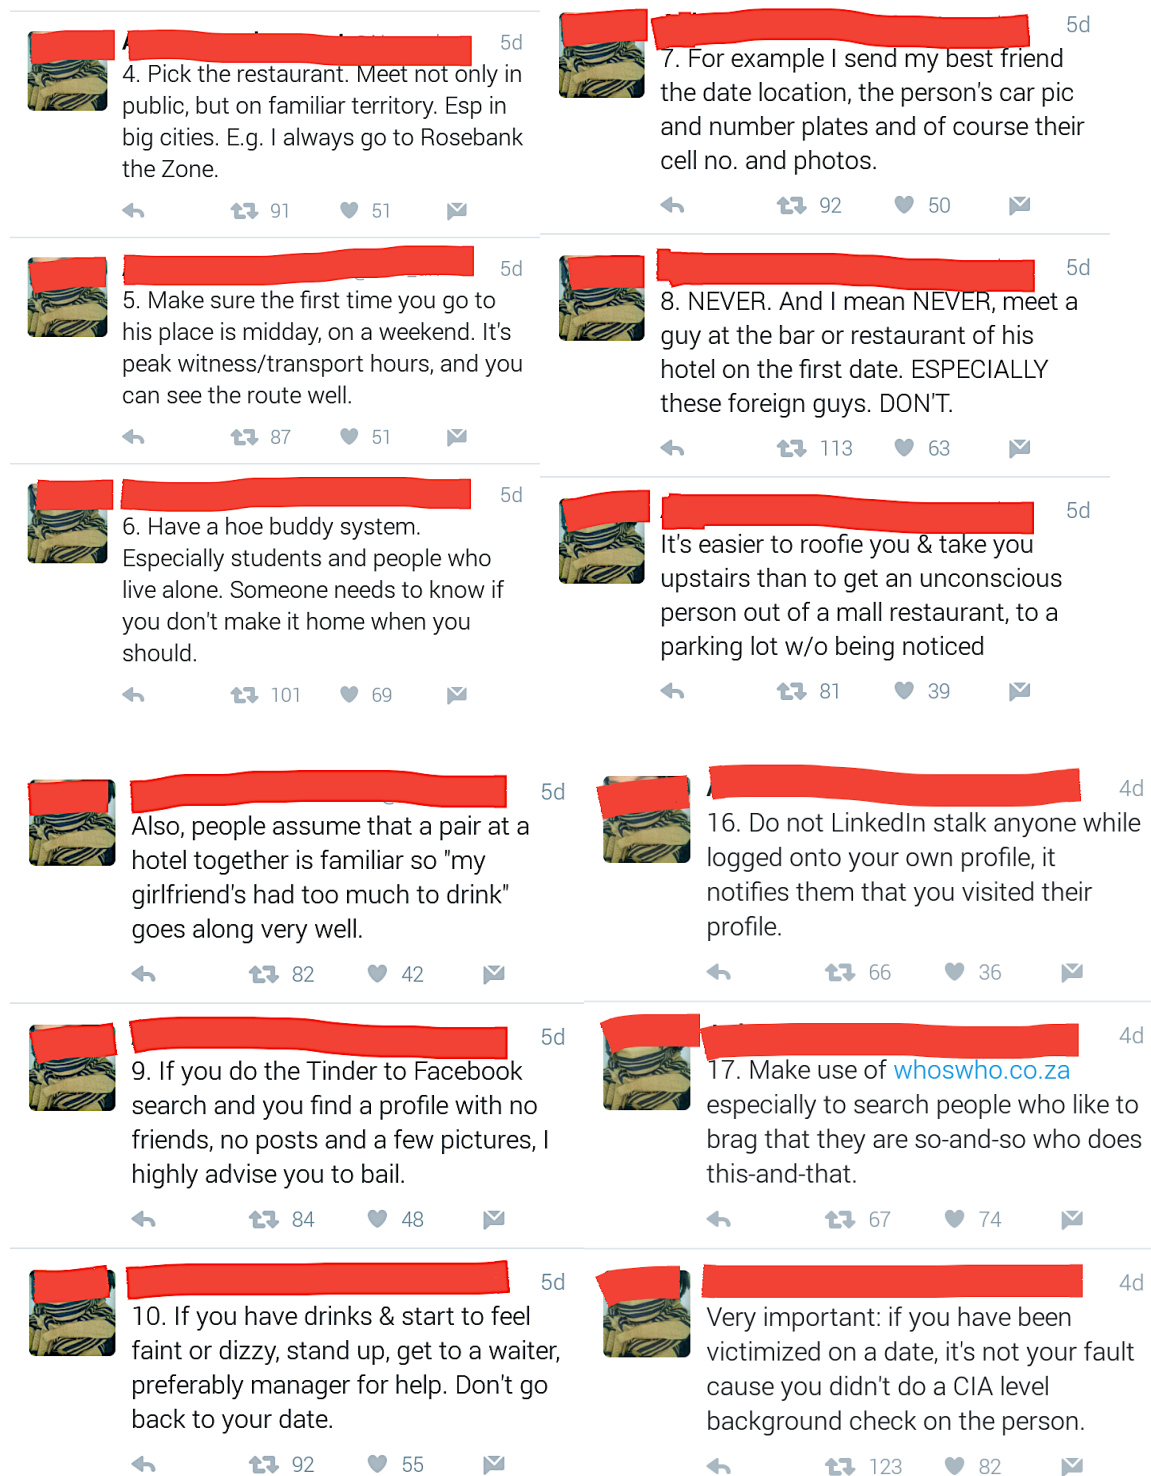 5d
4. Pick the restaurant. Meet not only in
public, but on familiar territory. Esp in
big cities. E.g. I always go to Rosebank
the Zone.
91 51
5d
5. Make sure the first time you go to
his place is midday, on a weekend. It's
peak witness/transport hours, and you
can see the route well.
87 51
5d
6. Have a hoe buddy system.
Especially students and people who
live alone. Someone needs to know if
you don't make it home when you
should.
101 69
5d
7. For example I send my best friend
the date location, the person's car pic
and number plates and of course their
cell no. and photos.
92 50
5d
8. NEVER. And I mean NEVER, meet a
guy at the bar or restaurant of his
hotel on the first date. ESPECIALLY
these foreign guys. DON'T.
113 63
5d
It's easier to roofie you & take you
upstairs than to get an unconscious
person out of a mall restaurant, to a
parking lot w/o being noticed
81 39
5d
Also, people assume that a pair at a
hotel together is familiar so "my
girlfriend's had too much to drink"
goes along very well.
82 42
5d
9. If you do the Tinder to Facebook
search and you find a profile with no
friends, no posts and a few pictures, I
highly advise you to bail.
84 48
5d
10. If you have drinks & start to feel
faint or dizzy, stand up, get to a waiter,
preferably manager for help. Don't go
back to your date.
92 55
4d
16. Do not LinkedIn stalk anyone while
logged onto your own profile, it
notifies them that you visited their
profile.
66 36
4d
17. Make use of whoswho.co.za
especially to search people who like to
brag that they are so-and-so who does
this-and-that.
67 74
4d
Very important: if you have been
victimized on a date, it's not your fault
cause you didn't do a CIA level
background check on the person.
123 82